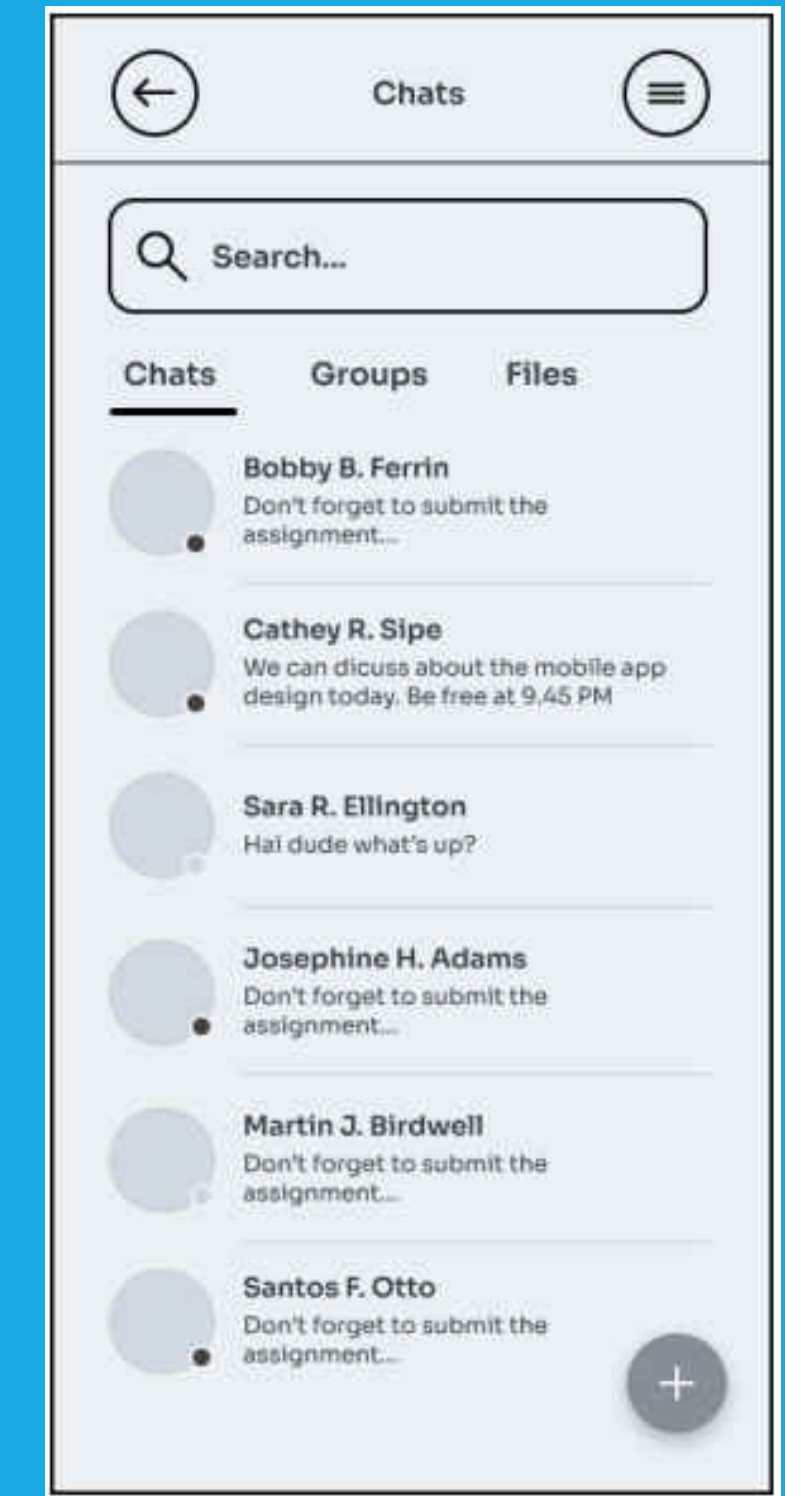 Chats
Search...
Chats Groups Files
Bobby B. Ferrin
Don't forget to submit the
assignment...
Cathey R. Sipe
We can dicuss about the mobile app
design today. Be free at 9.45 PM
Sara R. Ellington
Hai dude what's up?
Josephine H. Adams
Don't forget to submit the
assignment...
Martin J. Birdwell
Don't forget to submit the
assignment...
Santos F. Otto
Don't forget to submit the
assignment...